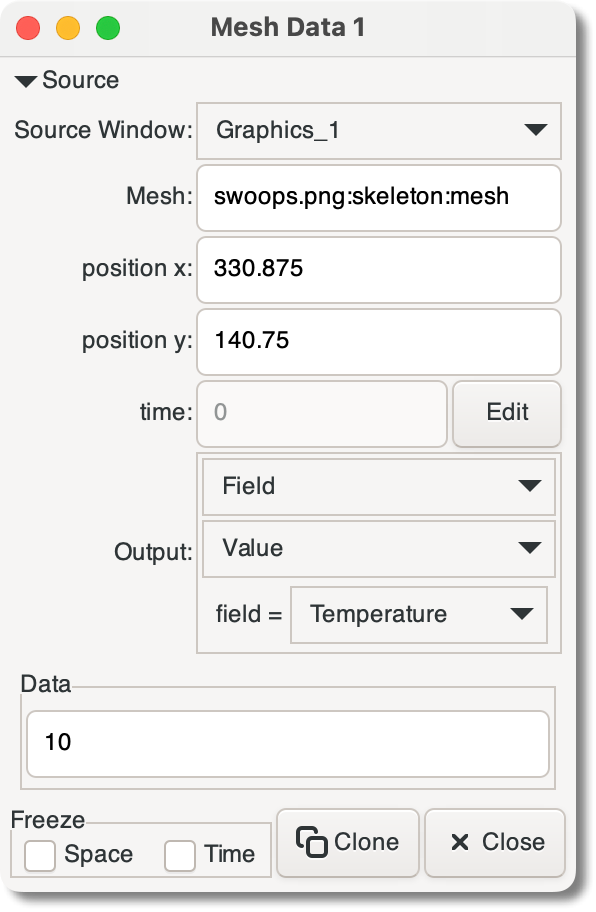 Mesh Data 1
Source
Source Window: Graphics_1
Mesh: swoops.png:skeleton:mesh
position x: 330.875
position y: 140.75
time: 0 Edit
Field
Output: Value
field = Temperature
Data
10
Freeze
Space Time Clone Close